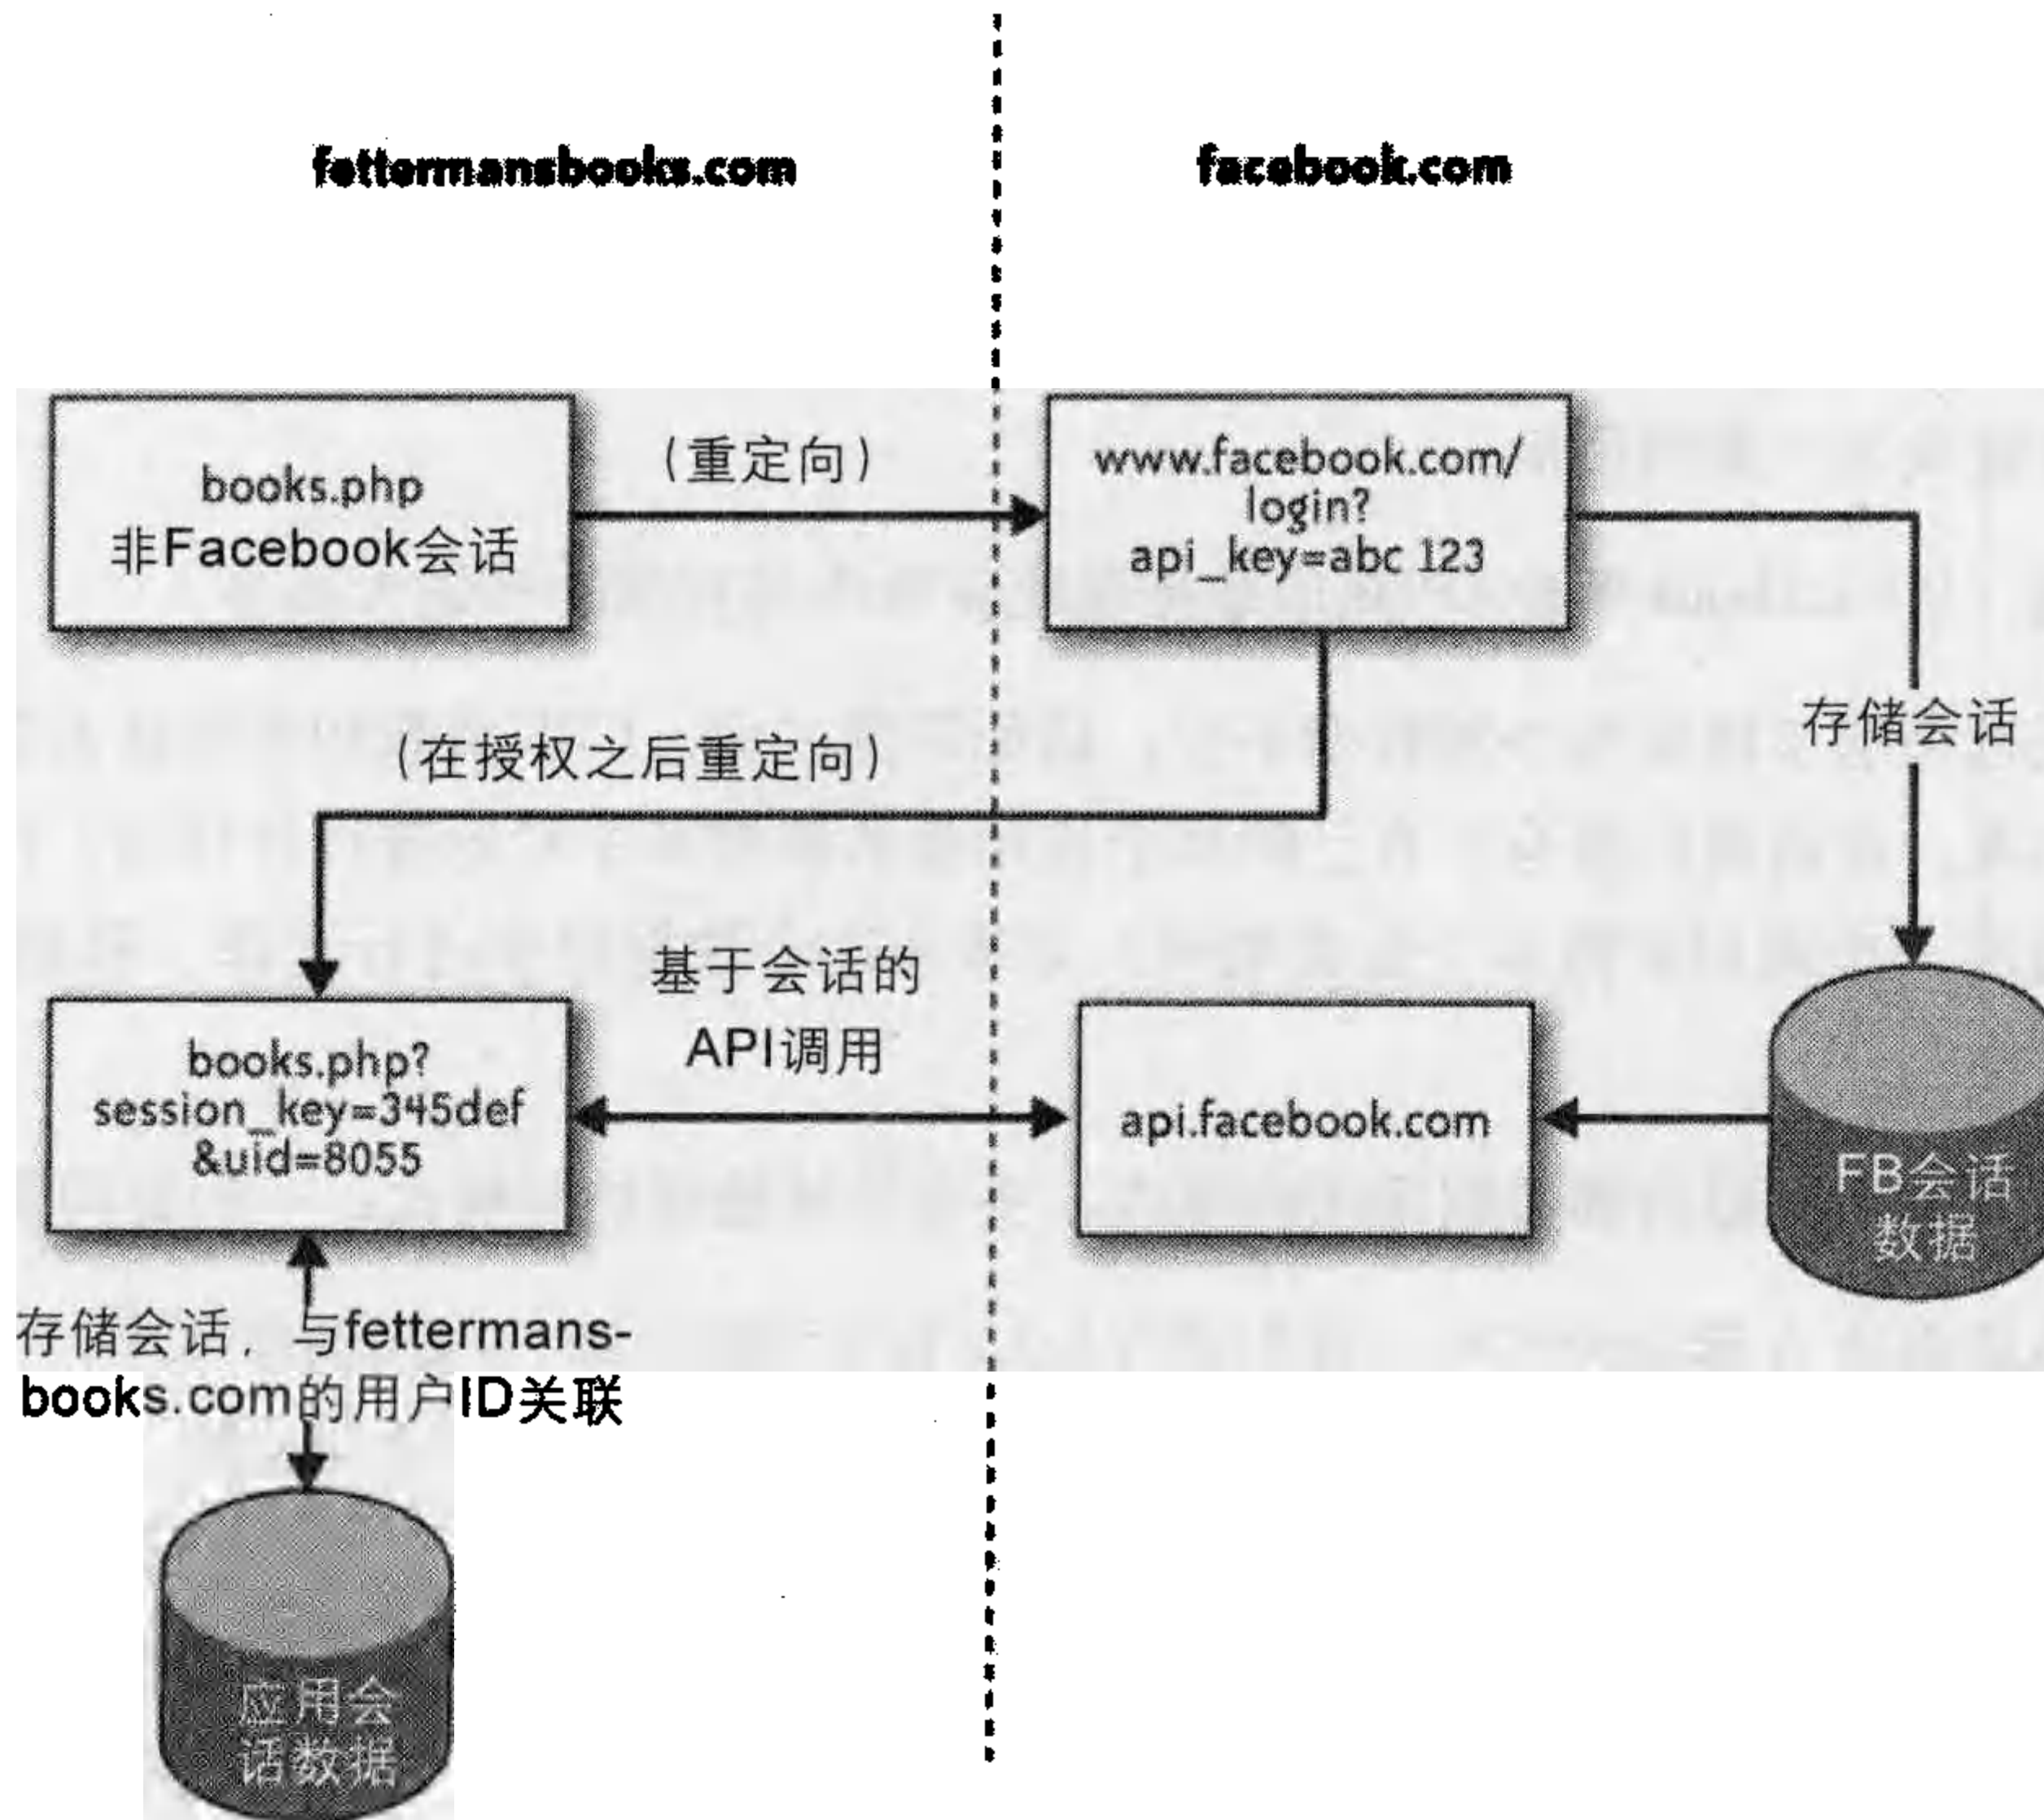 fettermansbooks.com
facebook.com
books.php
非Facebook会话
(重定向)
www.facebook.com/
login?
api_key=abc 123
存储会话
(在授权之后重定向)
基于会话的
API调用
books.php?
session_key=345def
&uid=8055
api.facebook.com
FB会话
数据
存储会话，与fettermans-
books.com的用户ID关联
应用会
话数据